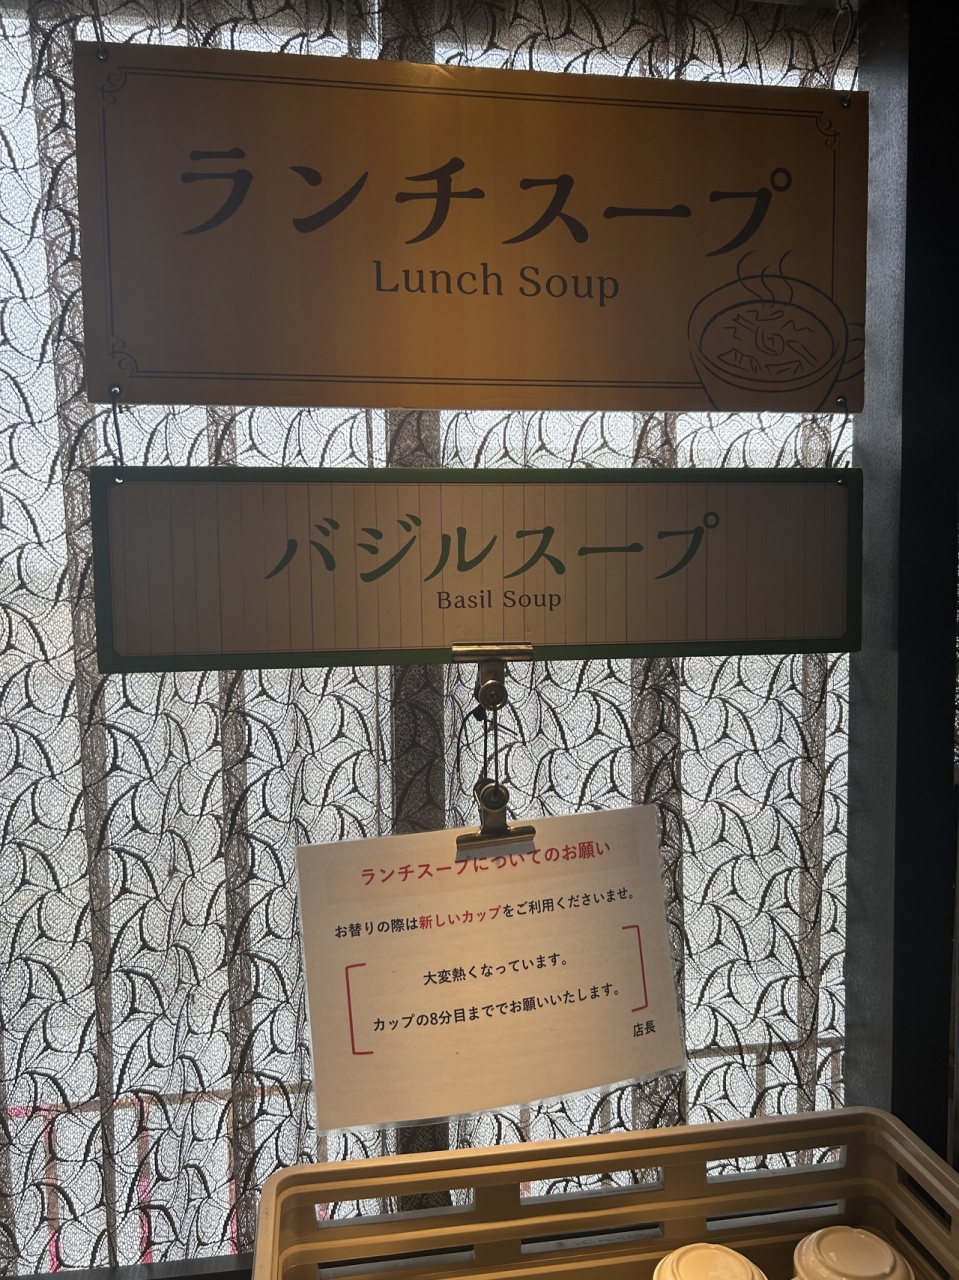 ランチスープ
Lunch Soup
バジルスープ
Basil Soup
ランチスープについてのお願い
お替りの際は新しいカップをご利用くださいませ。
大変熱くなっています。
カップの8分目まででお願いいたします。
店長